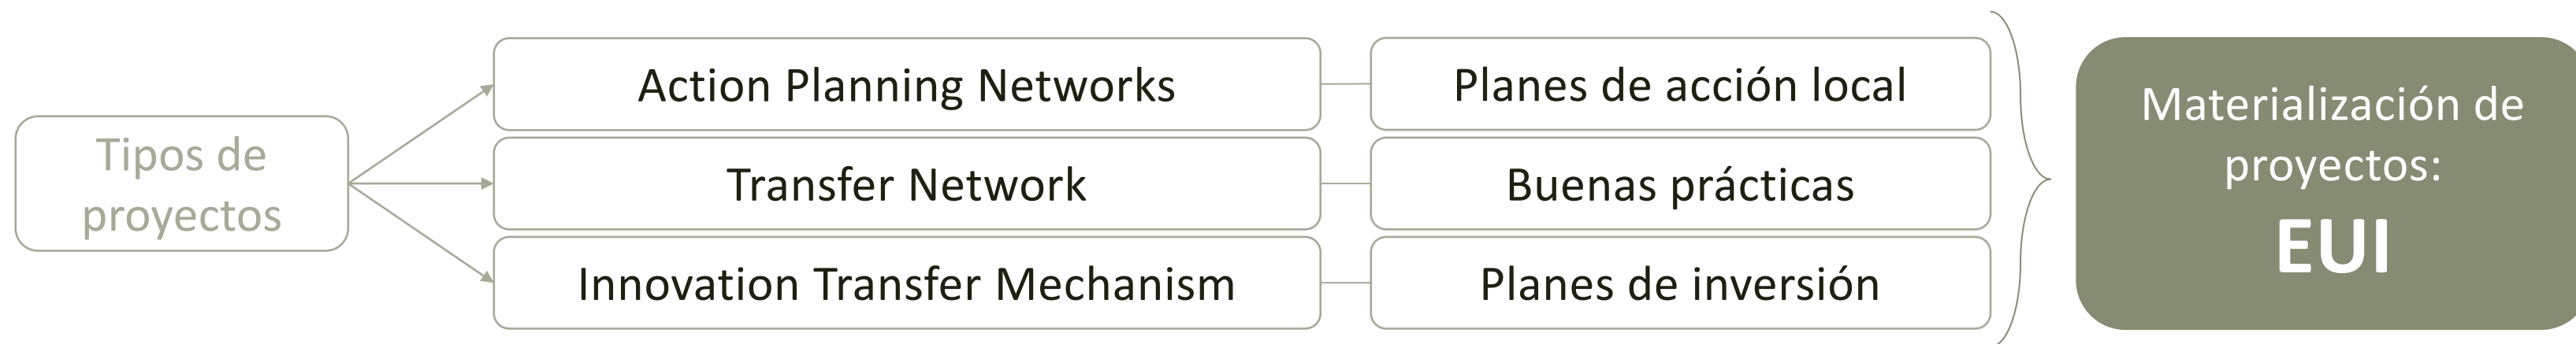 Tipos de
proyectos
Action Planning Networks
Planes de acción local
Transfer Network
Buenas prácticas
Innovation Transfer Mechanism
Planes de inversión
Materialización de
proyectos:
EUI